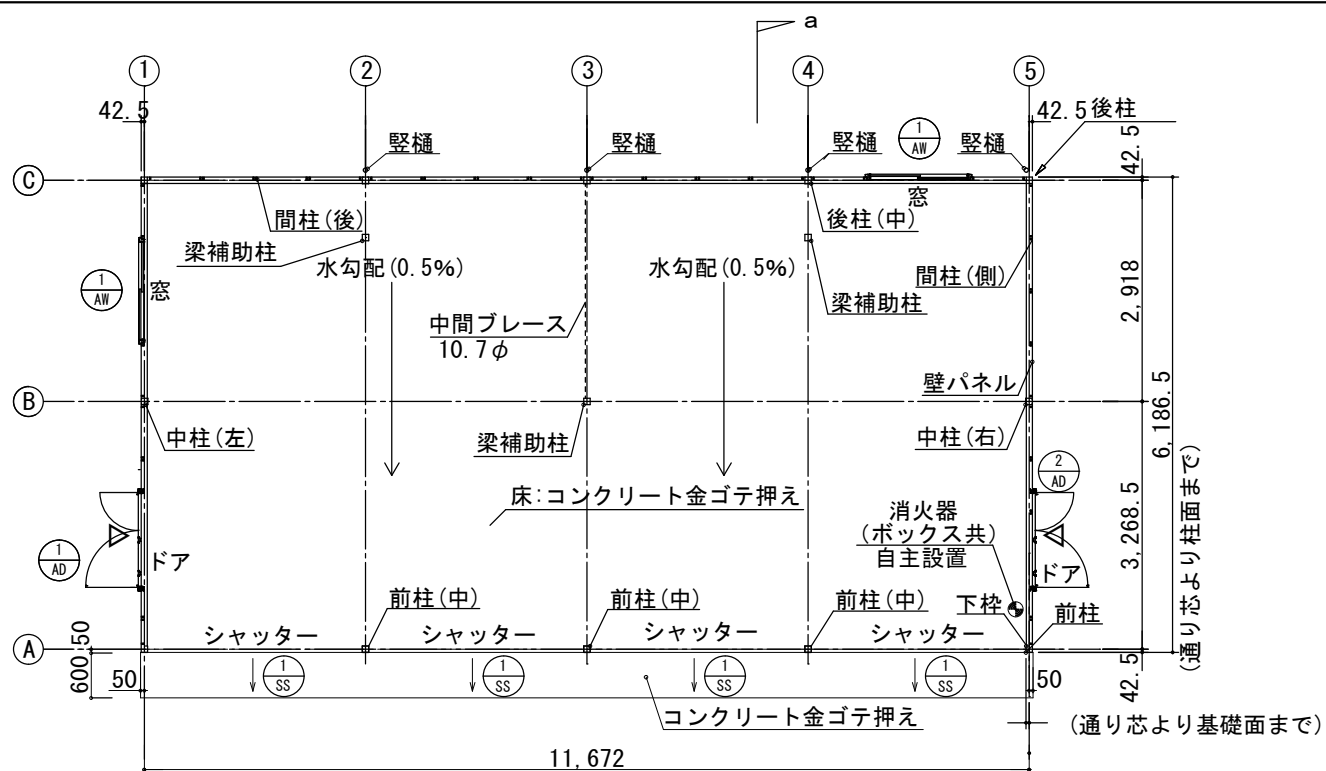 a
1
2
3
4
5
42.5
42.5
後柱
42.5
竪樋
竪樋
竪樋
1
AW
竪樋
C
間柱(後)
後柱(中)
窓
梁補助柱
水勾配(0.5%)
水勾配(0.5%)
間柱(側)
1
AW
窓
梁補助柱
2,918
中間ブレース
10.7φ
壁パネル
B
中柱(左)
梁補助柱
中柱(右)
6,186.5
(通り芯より柱面まで)
2
AD
床:コンクリート金ゴテ押え
消火器
(ボックス共)
自主設置
3,268.5
1
AD
ドア
ドア
前柱(中)
前柱(中)
前柱(中)
下枠
前柱
シャッター
シャッター
シャッター
シャッター
A
50
600
50
1
SS
1
SS
1
SS
1
SS
50
42.5
コンクリート金ゴテ押え
(通り芯より基礎面まで)
11,672